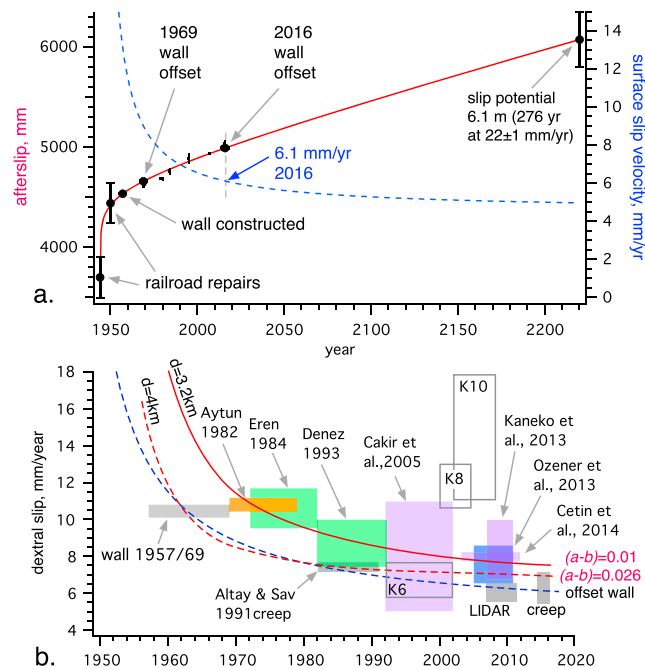 6000
5000
4000
afterslip, mm
1969
wall
offset
2016
wall
offset
slip potential
6.1 m (276 yr
at 22±1 mm/yr)
6.1 mm/yr
2016
wall constructed
railroad repairs
a.
14
12
10
8
6
4
2
0
surface slip velocity, mm/yr
1950
2000
2050
2100
2150
2200
year
18
16
14
12
10
8
6
4
dextral slip, mm/year
d=4km
d=3.2km
Aytun
1982
Eren
1984
Denez
1993
Cakir et
al.,2005
K10
K8
K6
Kaneko et
al., 2013
Ozener et
al., 2013
Cetin et
al., 2014
wall 1957/69
Altay & Sav
1991creep
(a-b)=0.01
(a-b)=0.026
offset wall
LIDAR
creep
b.
1950
1960
1970
1980
1990
2000
2010
2020